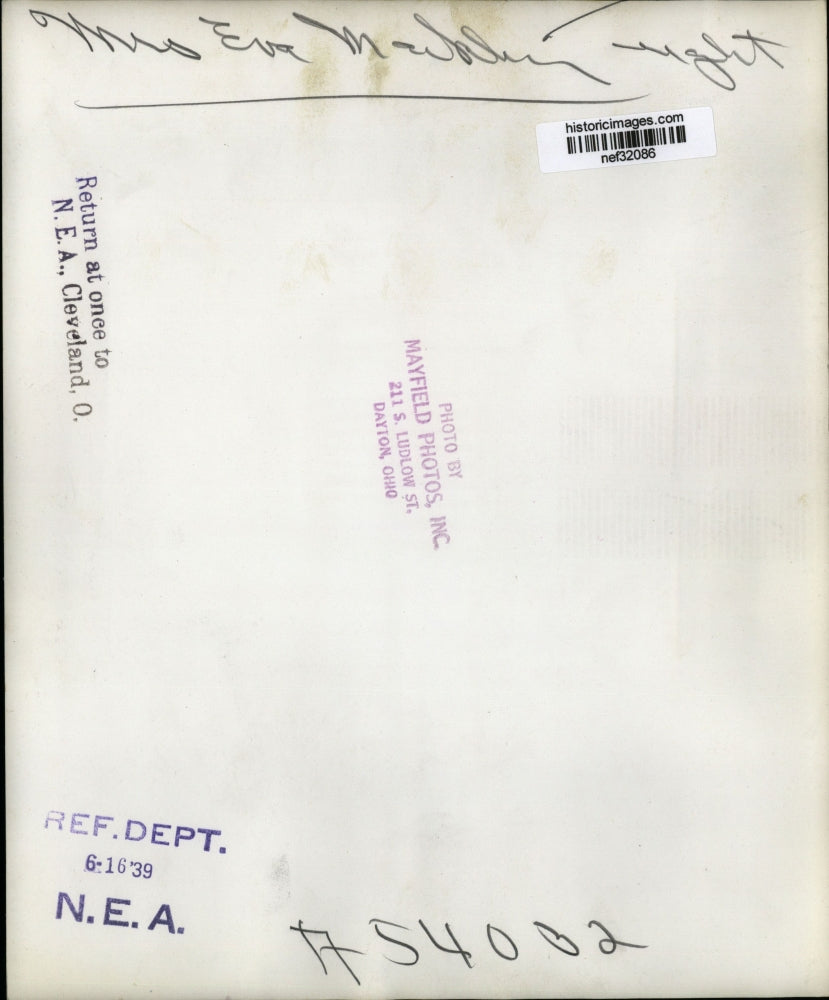 Mrs Eva right
historicimages.com
nef32086
Return at once to
N. E. A., Cleveland, O.
PHOTO BY
MAYFIELD PHOTOS, INC.
211 S. LUDLOW ST.
DAYTON, OHIO
REF. DEPT.
6-16'39
N. E. A.
#54032